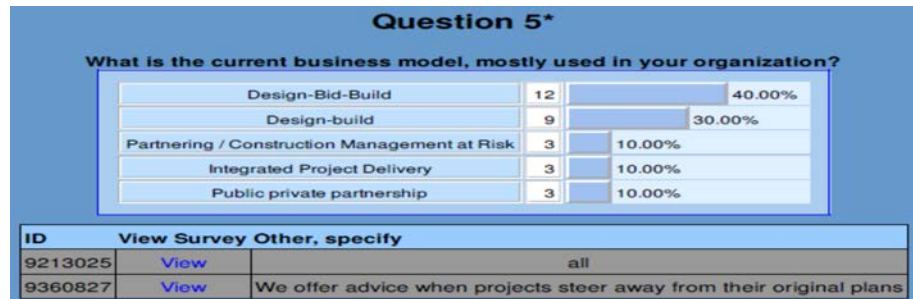 Question 5*
What is the current business model, mostly used in your organization?
Design-Bid-Build 12 40.00%
Design-build 9 30.00%
Partnering / Construction Management at Risk 3 10.00%
Integrated Project Delivery 3 10.00%
Public private partnership 3 10.00%
ID View Survey Other, specify
9213025 View all
9360827 View We offer advice when projects steer away from their original plans